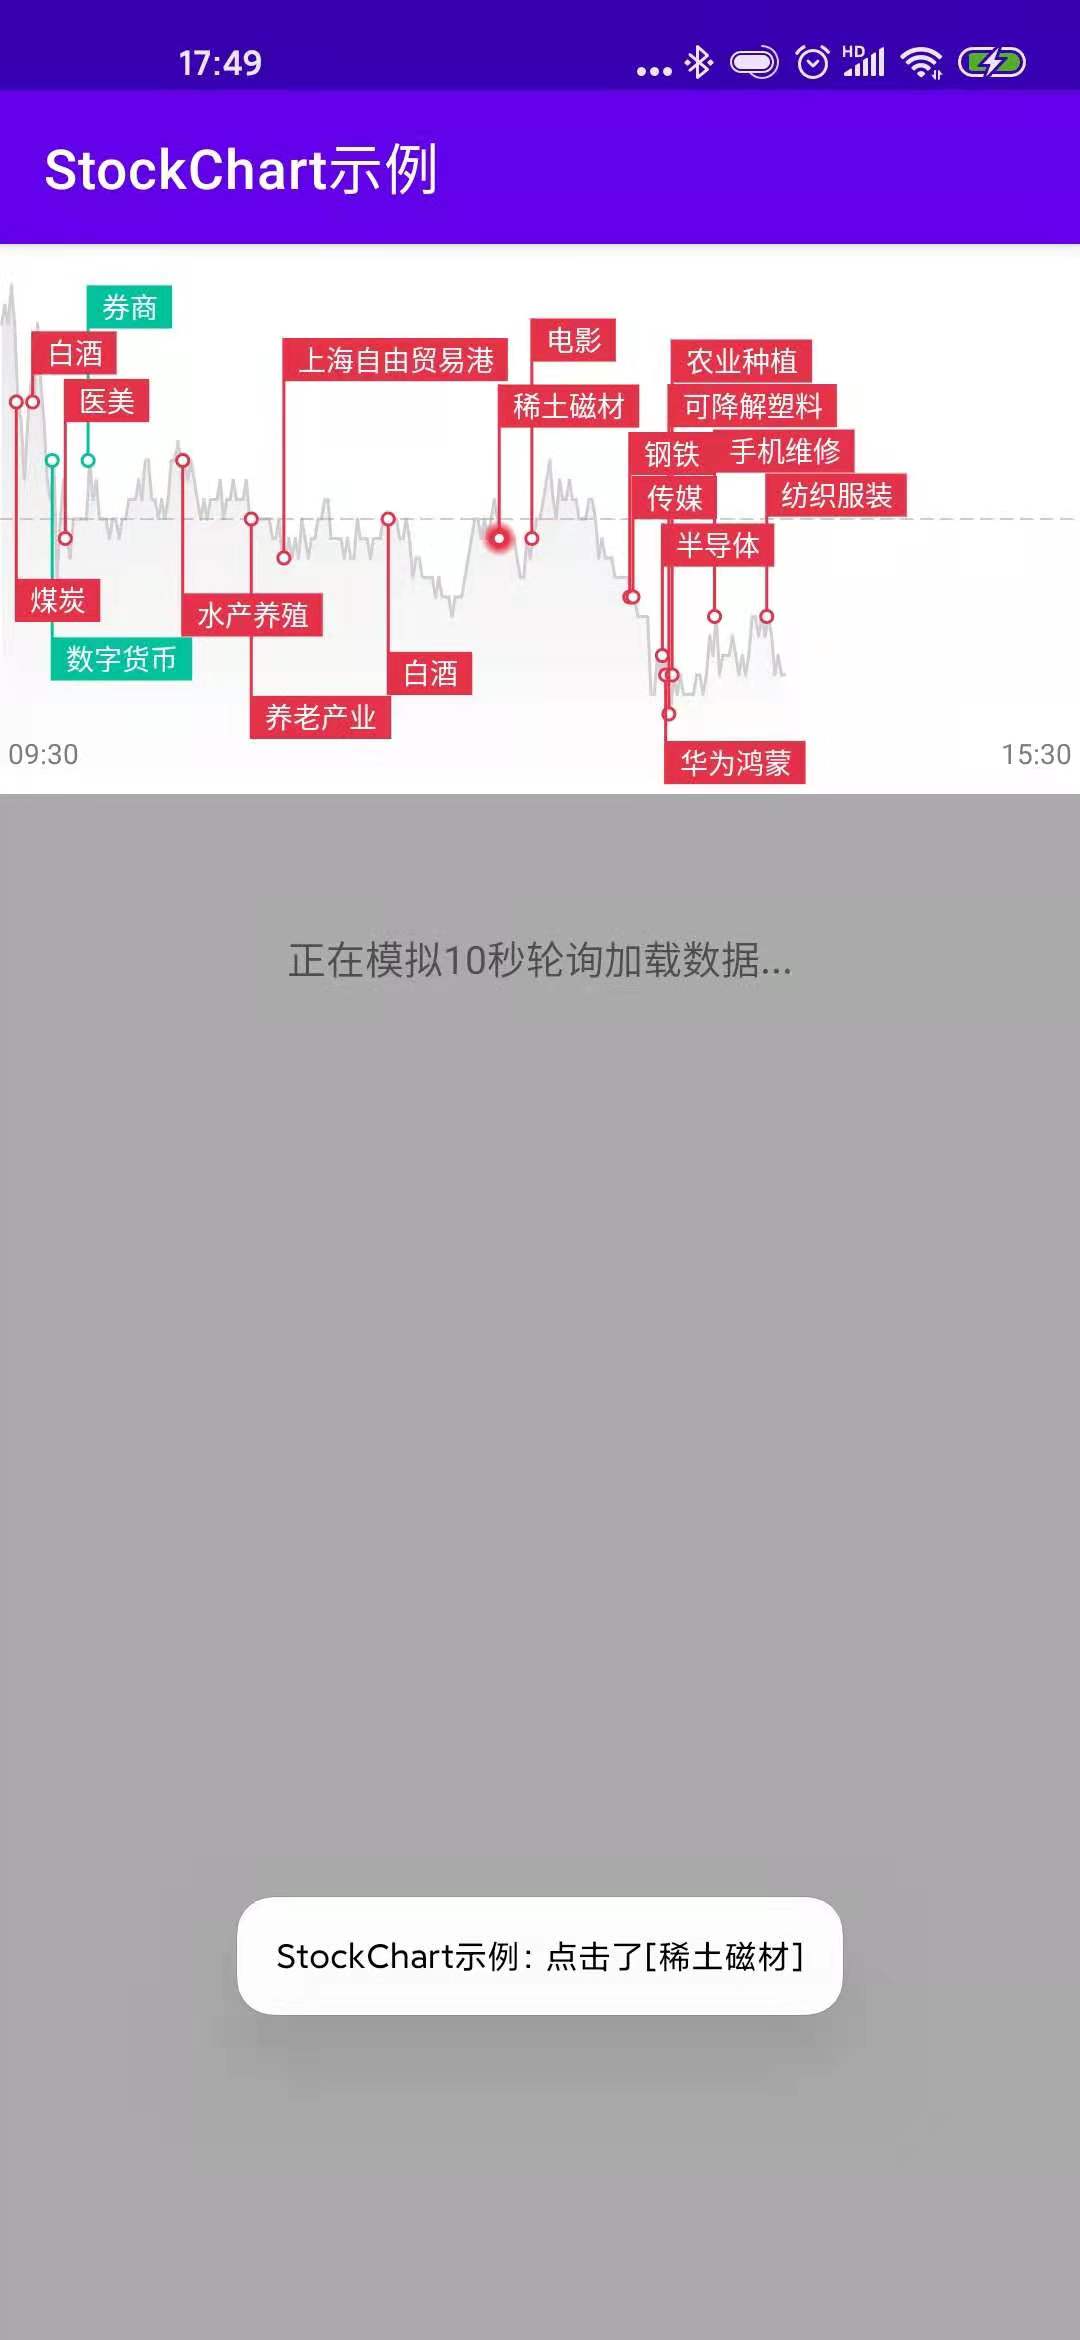 17:49
HD
StockChart示例
券商
白酒
医美
上海自由贸易港
电影
稀土磁材
农业种植
可降解塑料
钢铁
手机维修
传媒
纺织服装
半导体
煤炭
水产养殖
数字货币
白酒
养老产业
华为鸿蒙
09:30
15:30
正在模拟10秒轮询加载数据...
StockChart示例：点击了[稀土磁材]